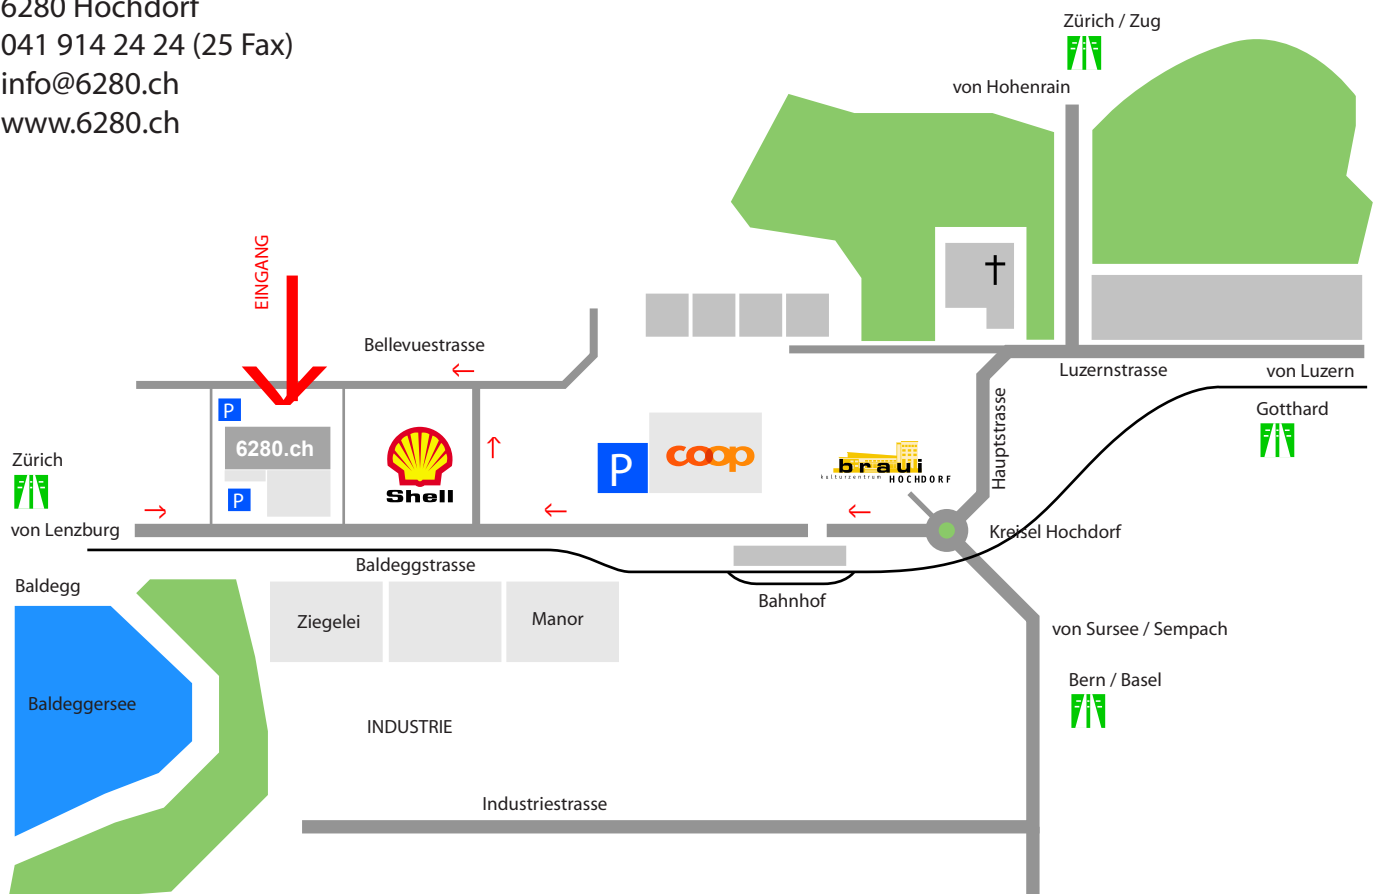 6280 Hochdorf
041 914 24 24 (25 Fax)
info@6280.ch
www.6280.ch
Zürich / Zug
von Hohenrain
EINGANG
Bellevuestrasse
Luzernstrasse
von Luzern
Gotthard
Hauptstrasse
P
6280.ch
P
Shell
P
coop
braui
kulturzentrum HOCHDORF
Zürich
von Lenzburg
Kreisel Hochdorf
Baldeggstrasse
Bahnhof
Baldegg
Ziegelei
Manor
von Sursee / Sempach
Bern / Basel
Baldeggersee
INDUSTRIE
Industriestrasse